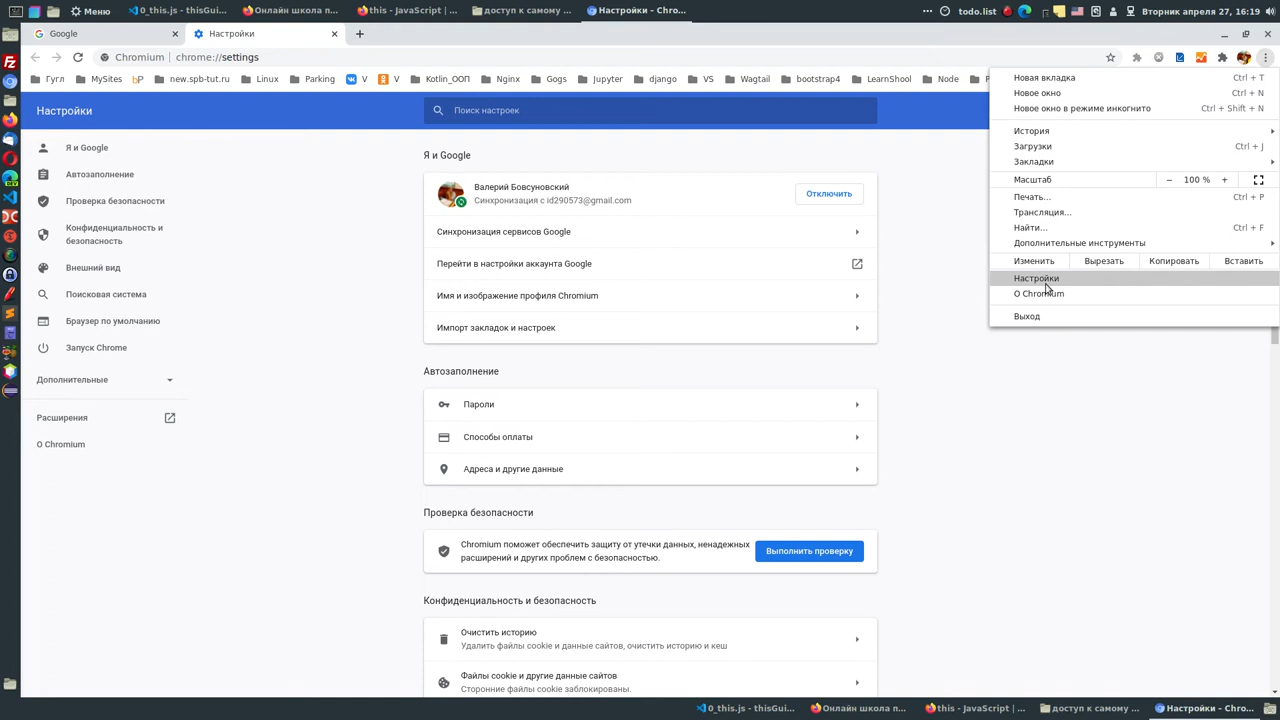 Меню
0_this.js - thisGui...
Онлайн школа п...
this - JavaScript | ...
доступ к самому ...
Настройки - Chro...
todo.list
Вторник апреля 27, 16:19
Google
Настройки
Chromium | chrome://settings
Гугл
MySites
bP
new.spb-tut.ru
Linux
Parking
V
V
Kotlin_ООП
Nginx
Gogs
Jupyter
django
VS
Wagtail
bootstrap4
LearnShool
Node
Настройки
Поиск настроек
Я и Google
Автозаполнение
Проверка безопасности
Конфиденциальность и
безопасность
Внешний вид
Поисковая система
Браузер по умолчанию
Запуск Chrome
Дополнительные
Расширения
О Chromium
Я и Google
Валерий Бовсуновский
Синхронизация с id290573@gmail.com
Отключить
Синхронизация сервисов Google
Перейти в настройки аккаунта Google
Имя и изображение профиля Chromium
Импорт закладок и настроек
Автозаполнение
Пароли
Способы оплаты
Адреса и другие данные
Проверка безопасности
Chromium поможет обеспечить защиту от утечки данных, ненадежных
расширений и других проблем с безопасностью.
Выполнить проверку
Конфиденциальность и безопасность
Очистить историю
Удалить файлы cookie и данные сайтов, очистить историю и кеш
Файлы cookie и другие данные сайтов
Сторонние файлы cookie заблокированы.
Новая вкладка Ctrl + T
Новое окно Ctrl + N
Новое окно в режиме инкогнито Ctrl + Shift + N
История
Загрузки Ctrl + J
Закладки
Масштаб − 100 % +
Печать... Ctrl + P
Трансляция...
Найти... Ctrl + F
Дополнительные инструменты
Изменить Вырезать Копировать Вставить
Настройки
О Chromium
Выход
0_this.js - thisGui...
Онлайн школа п...
this - JavaScript | ...
доступ к самому ...
Настройки - Chro...